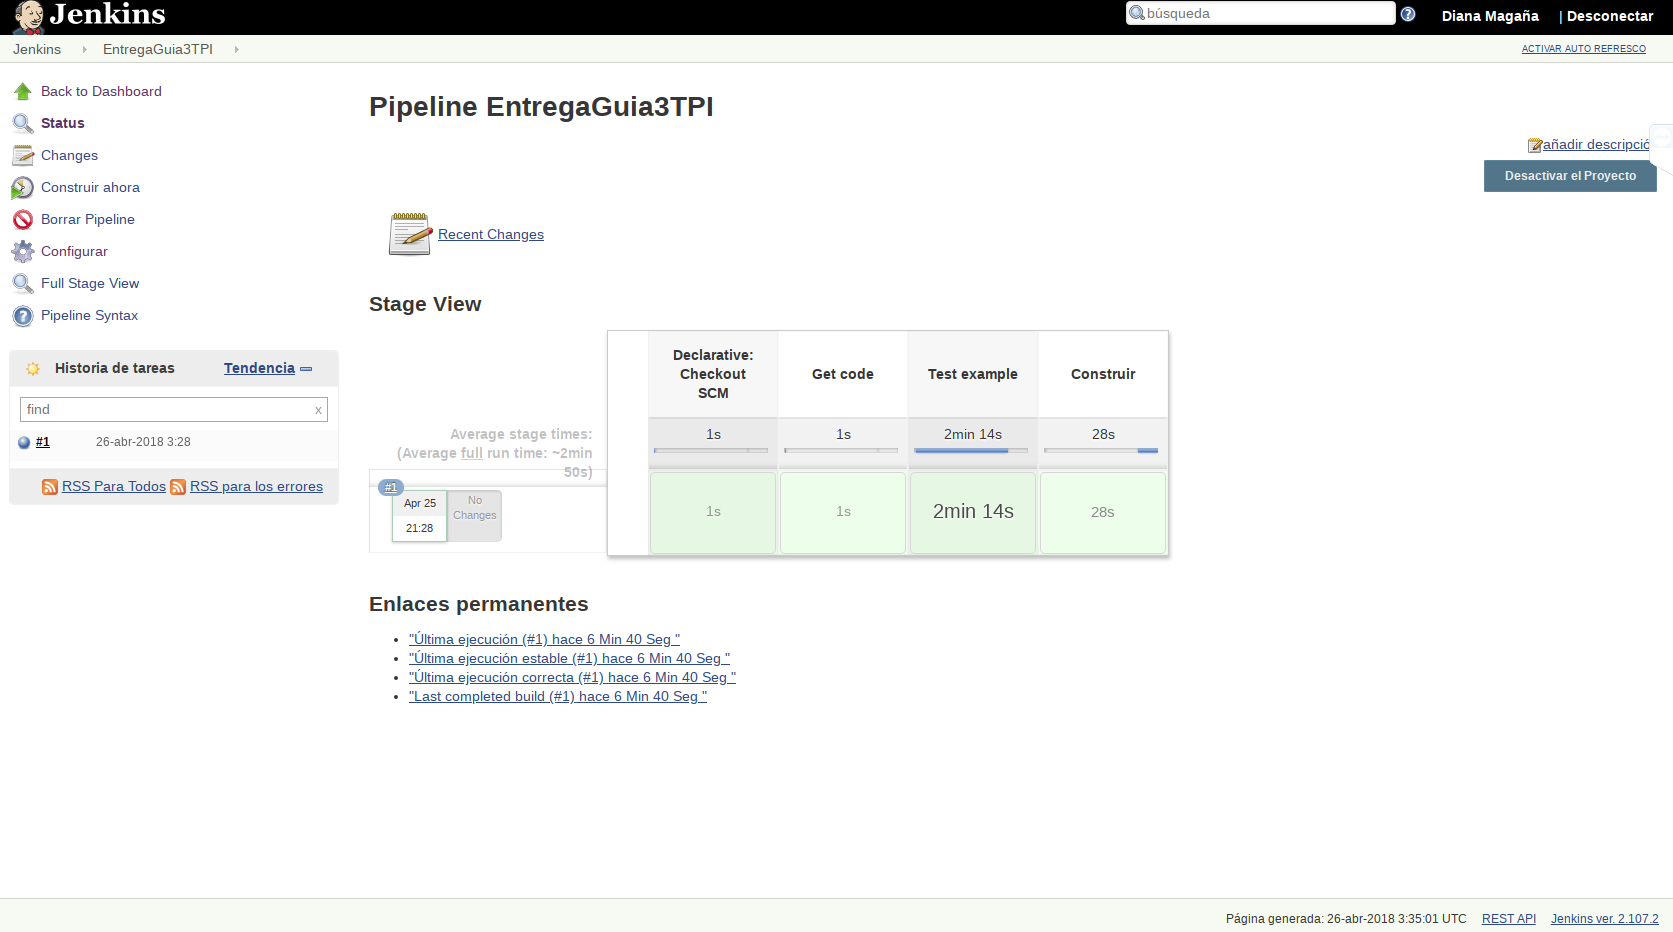 Jenkins
búsqueda
Diana Magaña
| Desconectar
Jenkins
EntregaGuia3TPI
ACTIVAR AUTO REFRESCO
Back to Dashboard
Status
Changes
Construir ahora
Borrar Pipeline
Configurar
Full Stage View
Pipeline Syntax
Historia de tareas
Tendencia
find
x
#1
26-abr-2018 3:28
RSS Para Todos
RSS para los errores
Pipeline EntregaGuia3TPI
añadir descripció
Desactivar el Proyecto
Recent Changes
Stage View
Declarative:
Checkout
SCM
Get code
Test example
Construir
Average stage times:
(Average full run time: ~2min
50s)
1s
1s
2min 14s
28s
#1
Apr 25
21:28
No
Changes
1s
1s
2min 14s
28s
Enlaces permanentes
"Última ejecución (#1) hace 6 Min 40 Seg "
"Última ejecución estable (#1) hace 6 Min 40 Seg "
"Última ejecución correcta (#1) hace 6 Min 40 Seg "
"Last completed build (#1) hace 6 Min 40 Seg "
Página generada: 26-abr-2018 3:35:01 UTC
REST API
Jenkins ver. 2.107.2